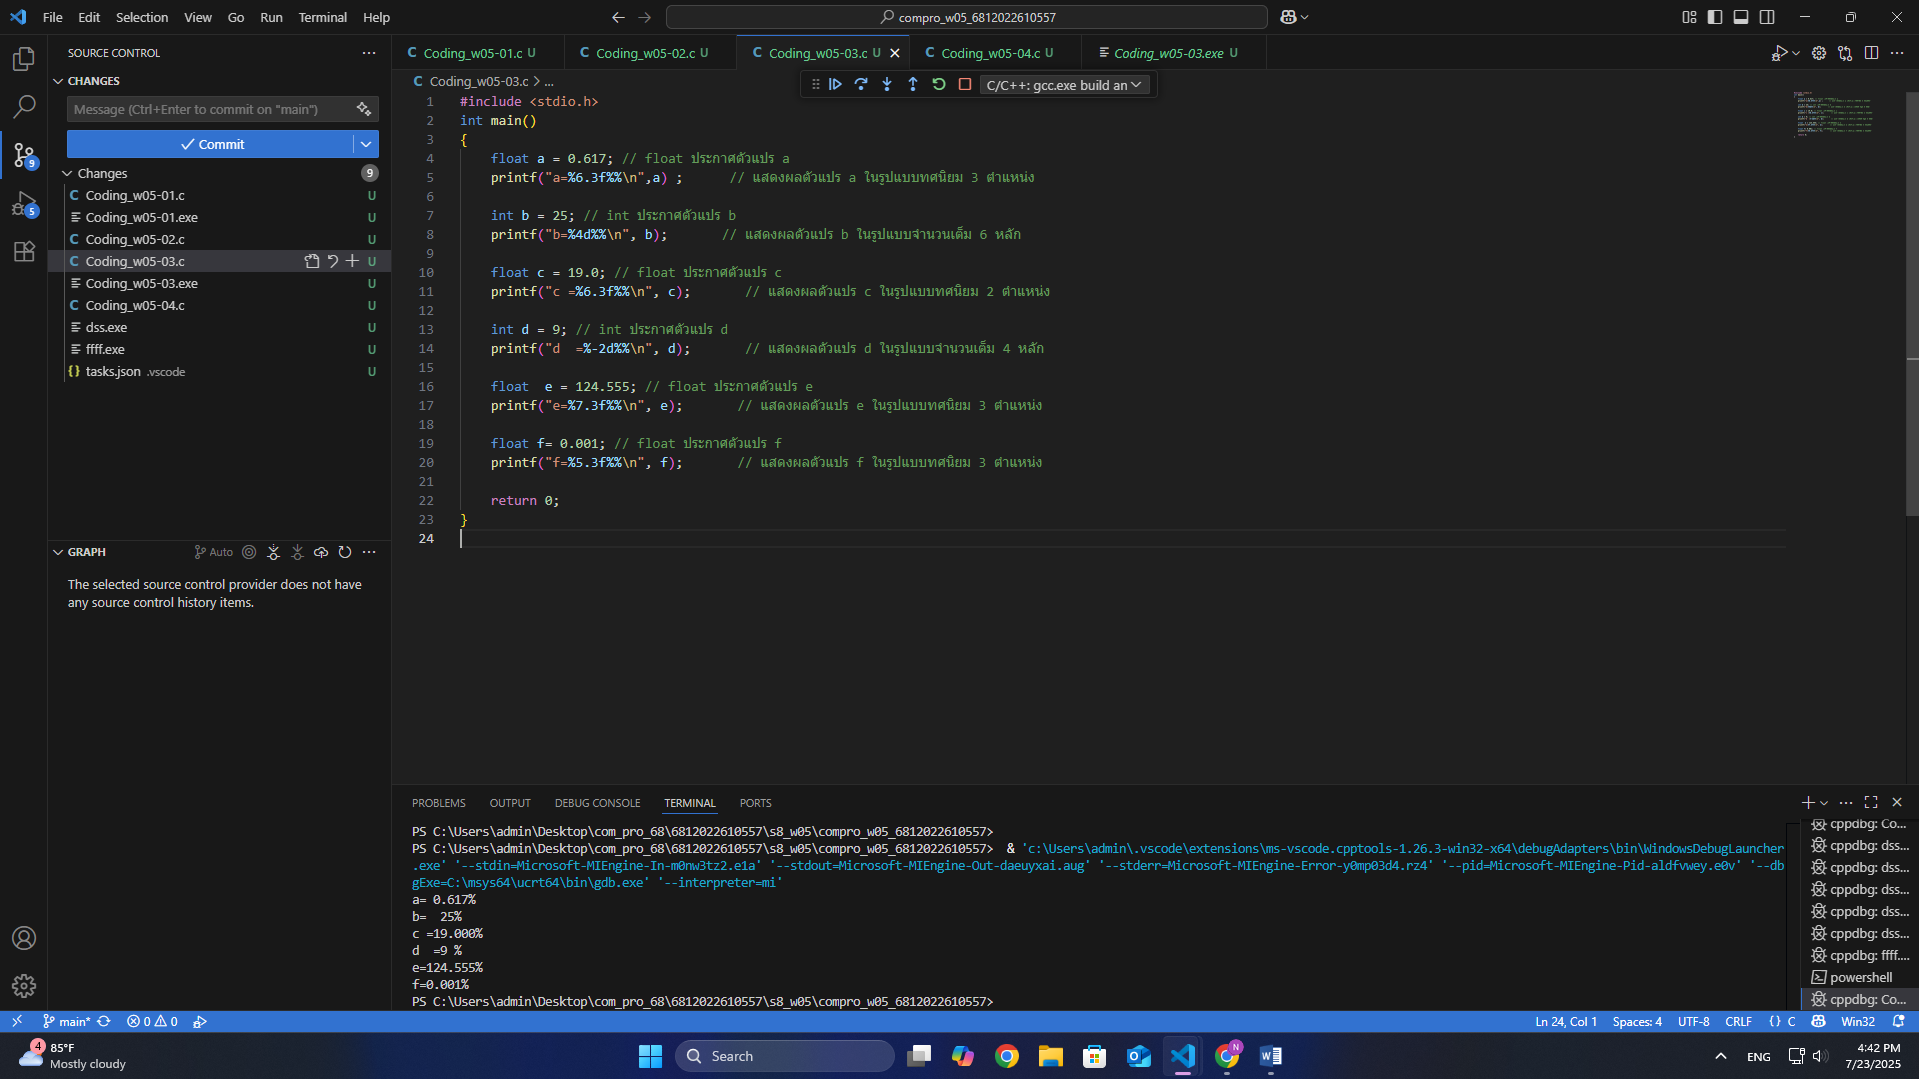 File Edit Selection View Go Run Terminal Help
compro_w05_6812022610557
SOURCE CONTROL
CHANGES
Message (Ctrl+Enter to commit on "main")
Commit
Changes 9
Coding_w05-01.c U
Coding_w05-01.exe U
Coding_w05-02.c U
Coding_w05-03.c U
Coding_w05-03.exe U
Coding_w05-04.c U
dss.exe U
ffff.exe U
tasks.json .vscode U
9
5
GRAPH Auto
The selected source control provider does not have
any source control history items.
Coding_w05-01.c U Coding_w05-02.c U Coding_w05-03.c U Coding_w05-04.c U Coding_w05-03.exe U
Coding_w05-03.c > ...
C/C++: gcc.exe build an
1 #include <stdio.h>
2 int main()
3 {
4 float a = 0.617; // float ประกาศตัวแปร a
5 printf("a=%6.3f%%\n",a) ; // แสดงผลตัวแปร a ในรูปแบบทศนิยม 3 ตำแหน่ง
6
7 int b = 25; // int ประกาศตัวแปร b
8 printf("b=%4d%%\n", b); // แสดงผลตัวแปร b ในรูปแบบจำนวนเต็ม 6 หลัก
9
10 float c = 19.0; // float ประกาศตัวแปร c
11 printf("c =%6.3f%%\n", c); // แสดงผลตัวแปร c ในรูปแบบทศนิยม 2 ตำแหน่ง
12
13 int d = 9; // int ประกาศตัวแปร d
14 printf("d  =%-2d%%\n", d); // แสดงผลตัวแปร d ในรูปแบบจำนวนเต็ม 4 หลัก
15
16 float  e = 124.555; // float ประกาศตัวแปร e
17 printf("e=%7.3f%%\n", e); // แสดงผลตัวแปร e ในรูปแบบทศนิยม 3 ตำแหน่ง
18
19 float f= 0.001; // float ประกาศตัวแปร f
20 printf("f=%5.3f%%\n", f); // แสดงผลตัวแปร f ในรูปแบบทศนิยม 3 ตำแหน่ง
21
22 return 0;
23 }
24
PROBLEMS OUTPUT DEBUG CONSOLE TERMINAL PORTS
PS C:\Users\admin\Desktop\com_pro_68\6812022610557\s8_w05\compro_w05_6812022610557>
PS C:\Users\admin\Desktop\com_pro_68\6812022610557\s8_w05\compro_w05_6812022610557>  & 'c:\Users\admin\.vscode\extensions\ms-vscode.cpptools-1.26.3-win32-x64\debugAdapters\bin\WindowsDebugLauncher
.exe' '--stdin=Microsoft-MIEngine-In-m0nw3tz2.e1a' '--stdout=Microsoft-MIEngine-Out-daeuyxai.aug' '--stderr=Microsoft-MIEngine-Error-y0mp03d4.rz4' '--pid=Microsoft-MIEngine-Pid-aldfvwey.e0v' '--db
gExe=C:\msys64\ucrt64\bin\gdb.exe' '--interpreter=mi'
a= 0.617%
b=  25%
c =19.000%
d  =9 %
e=124.555%
f=0.001%
PS C:\Users\admin\Desktop\com_pro_68\6812022610557\s8_w05\compro_w05_6812022610557>
cppdbg: Co...
cppdbg: dss...
cppdbg: dss...
cppdbg: dss...
cppdbg: dss...
cppdbg: dss...
cppdbg: ffff....
powershell
cppdbg: Co...
main* 0 0 Ln 24, Col 1 Spaces: 4 UTF-8 CRLF {} C Win32
4
85°F
Mostly cloudy
Search
N
ENG
4:42 PM
7/23/2025